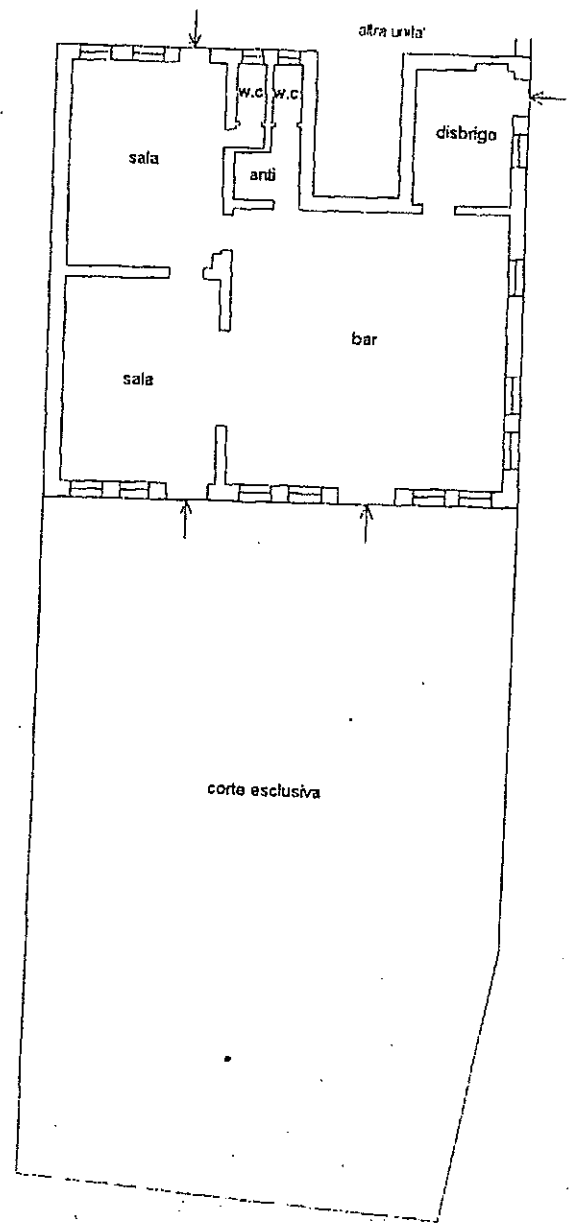 altra unita'
w.c
w.c
disbrigo
sala
anti
bar
sala
corte esclusiva